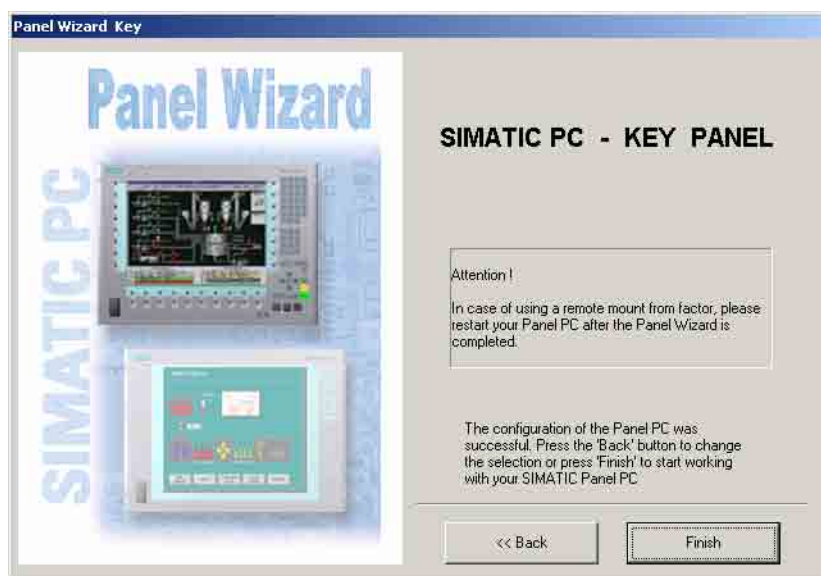 Panel Wizard Key
Panel Wizard
SIMATIC PC
SIMATIC PC - KEY PANEL
Attention !
In case of using a remote mount from factor, please
restart your Panel PC after the Panel Wizard is
completed.
The configuration of the Panel PC was
successful. Press the 'Back' button to change
the selection or press 'Finish' to start working
with your SIMATIC Panel PC
<< Back
Finish